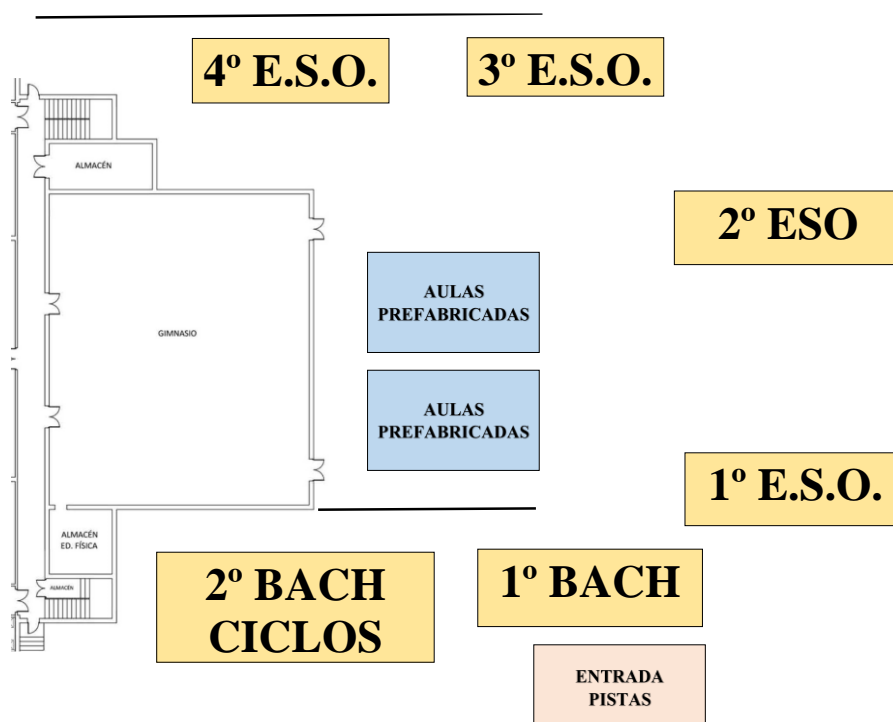 4º E.S.O.
3º E.S.O.
ALMACÉN
2º ESO
AULAS
PREFABRICADAS
GIMNASIO
AULAS
PREFABRICADAS
1º E.S.O.
ALMACÉN
ED. FÍSICA
ALMACÉN
2º BACH
CICLOS
1º BACH
ENTRADA
PISTAS